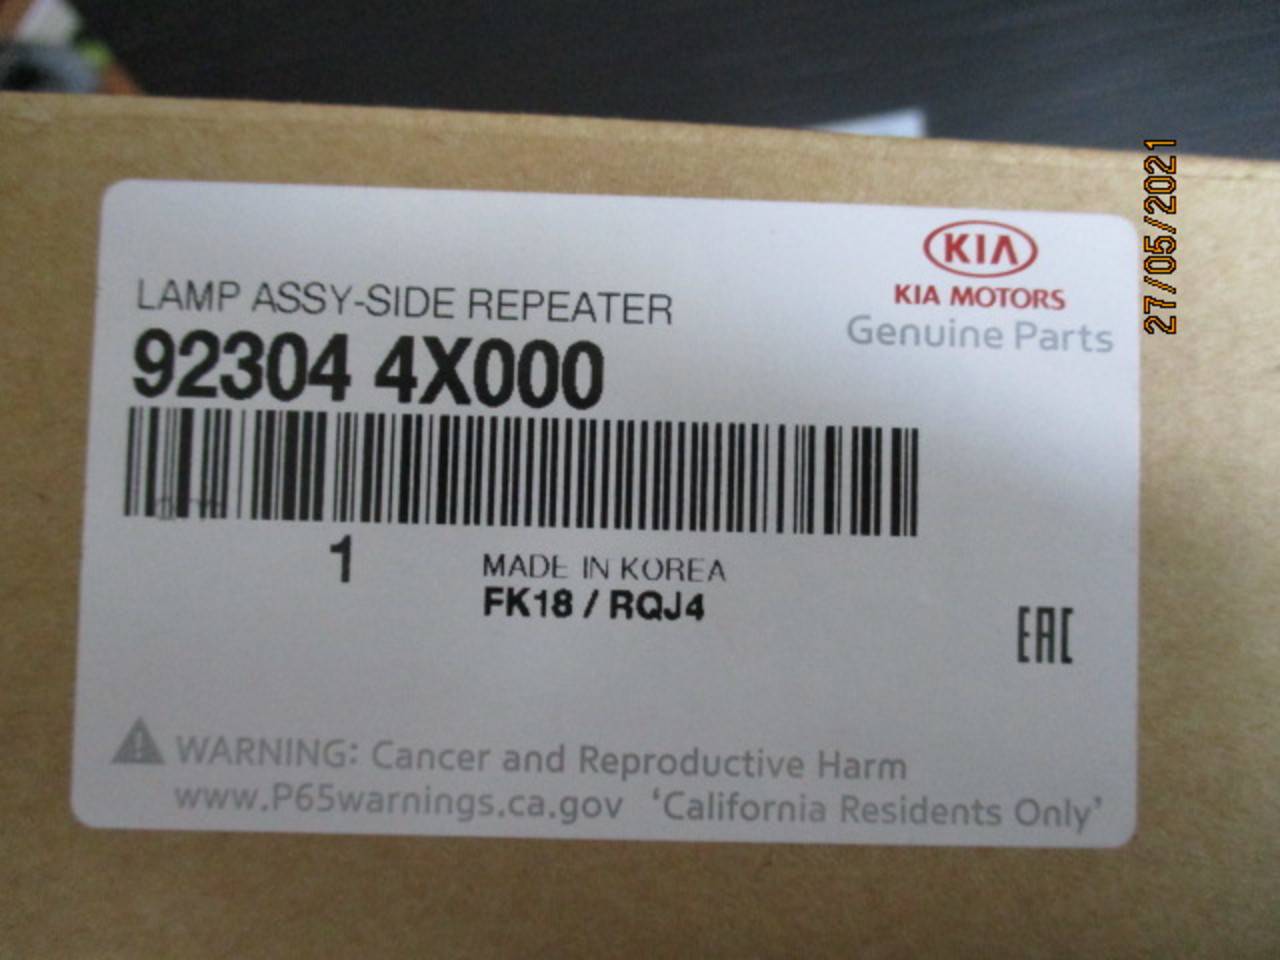 KIA
KIA MOTORS
Genuine Parts
LAMP ASSY-SIDE REPEATER
92304 4X000
1
MADE IN KOREA
FK18 / RQJ4
EAC
WARNING: Cancer and Reproductive Harm
www.P65warnings.ca.gov 'California Residents Only'
27/05/2021